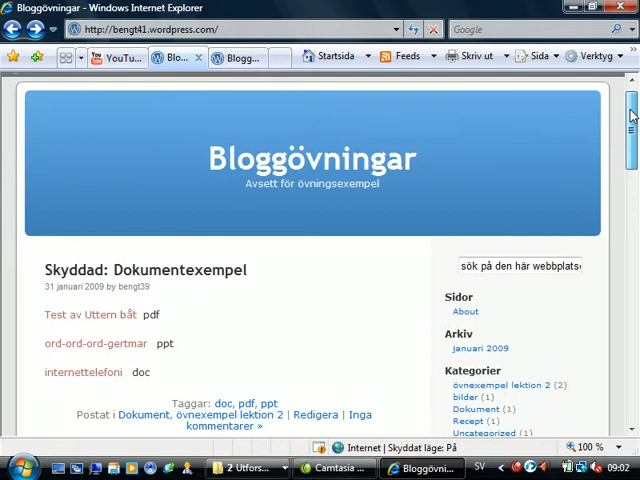 Bloggövningar - Windows Internet Explorer
http://bengt41.wordpress.com/
Google
YouTu...
Blo...
Blogg...
Startsida
Feeds
Skriv ut
Sida
Verktyg
Bloggövningar
Avsett för övningsexempel
Skyddad: Dokumentexempel
31 januari 2009 by bengt39
Test av Uttern båt pdf
ord-ord-ord-gertmar ppt
internettelefoni doc
Taggar: doc, pdf, ppt
Postat i Dokument, övnexempel lektion 2 | Redigera | Inga
kommentarer »
sök på den här webbplatse
Sidor
About
Arkiv
januari 2009
Kategorier
övnexempel lektion 2 (2)
bilder (1)
Dokument (1)
Recept (1)
Uncategorized (1)
Internet | Skyddat läge: På
100 %
2 Utfors...
Camtasia ...
Bloggövni...
SV
09:02